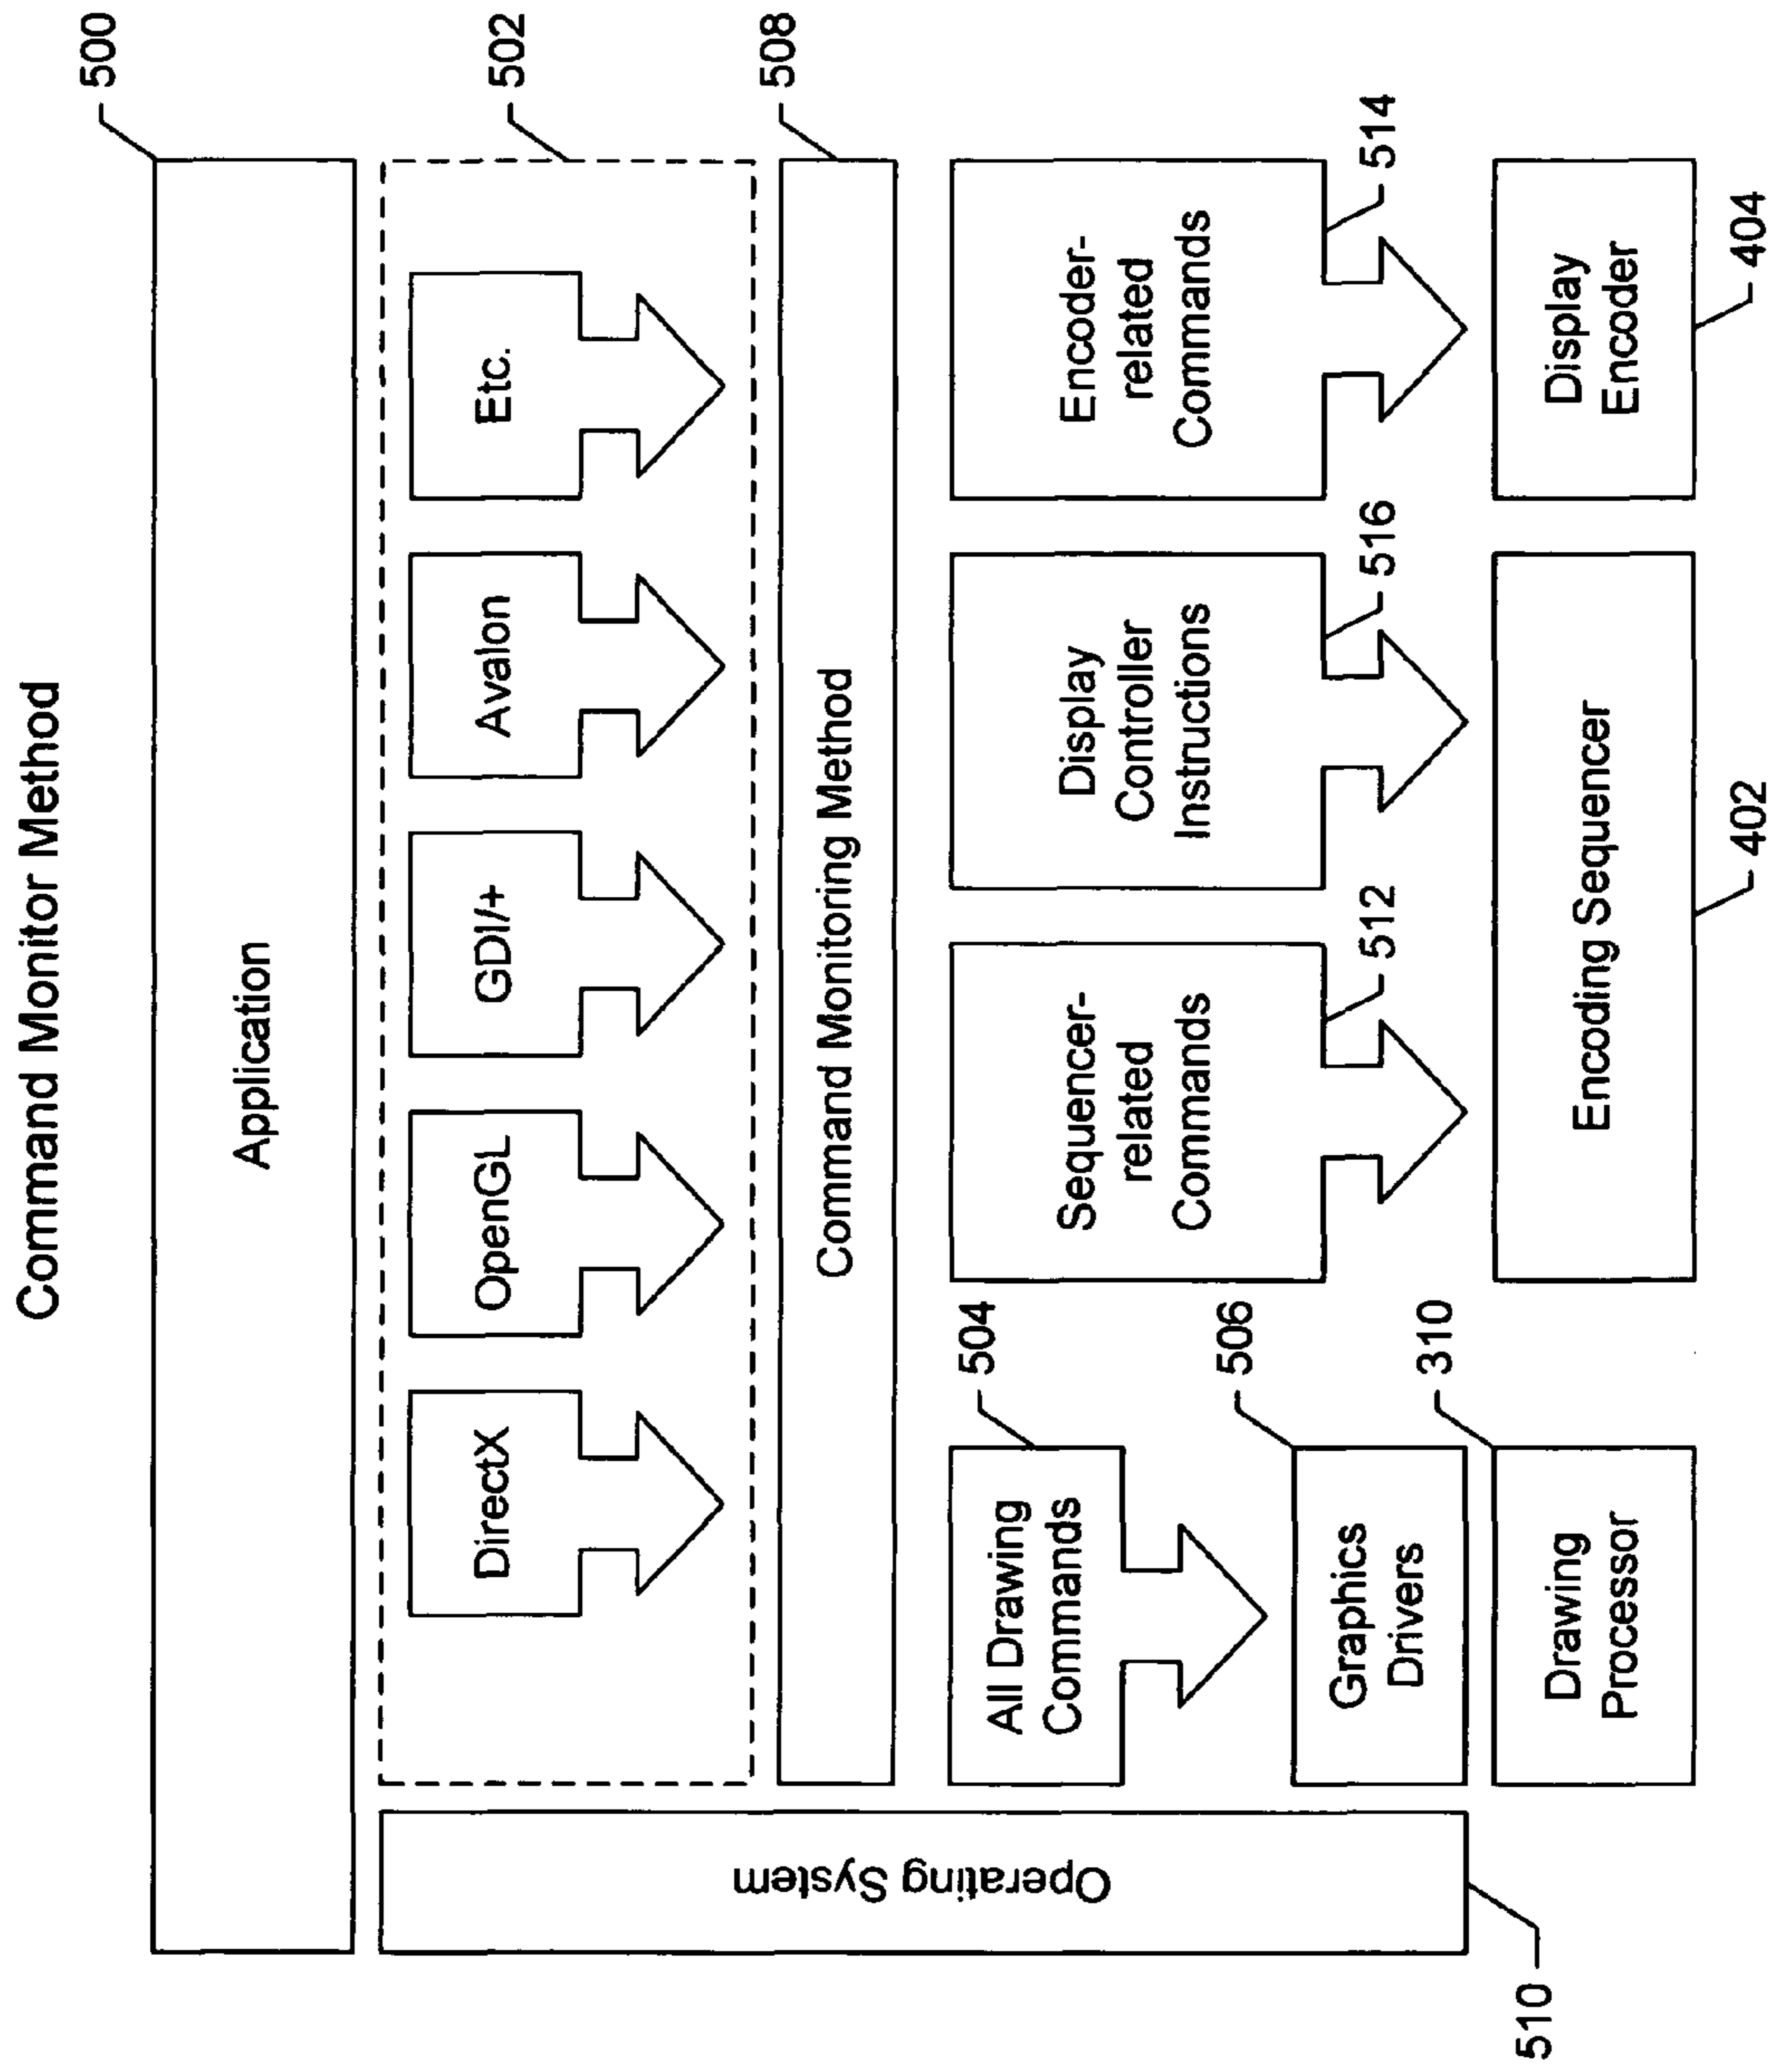 Command Monitor Method
500
Application
502
DirectX
OpenGL
GDI/+
Avalon
Etc.
508
Command Monitoring Method
Operating System
510
504
All Drawing
Commands
506
Graphics
Drivers
310
Drawing
Processor
Sequencer-
related
Commands
512
Display
Controller
Instructions
516
Encoder-
related
Commands
514
Encoding Sequencer
402
Display
Encoder
404